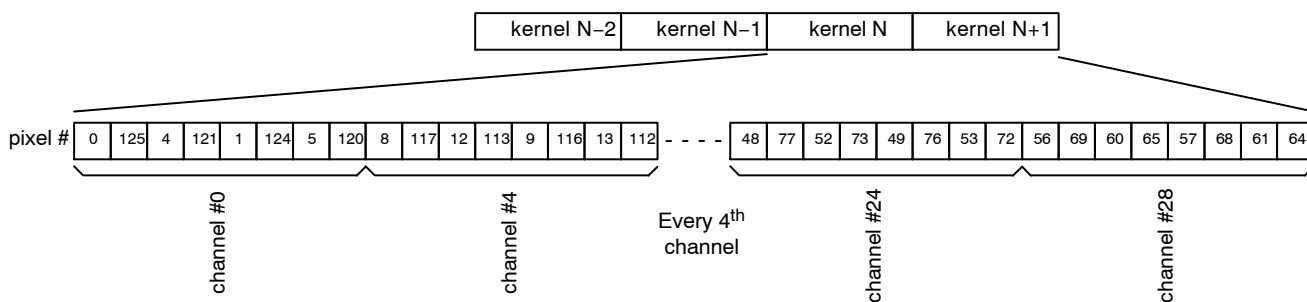 kernel N−2 kernel N−1 kernel N kernel N+1
pixel # 0 125 4 121 1 124 5 120 8 117 12 113 9 116 13 112 - - - - 48 77 52 73 49 76 53 72 56 69 60 65 57 68 61 64
channel #0
channel #4
Every 4th
channel
channel #24
channel #28